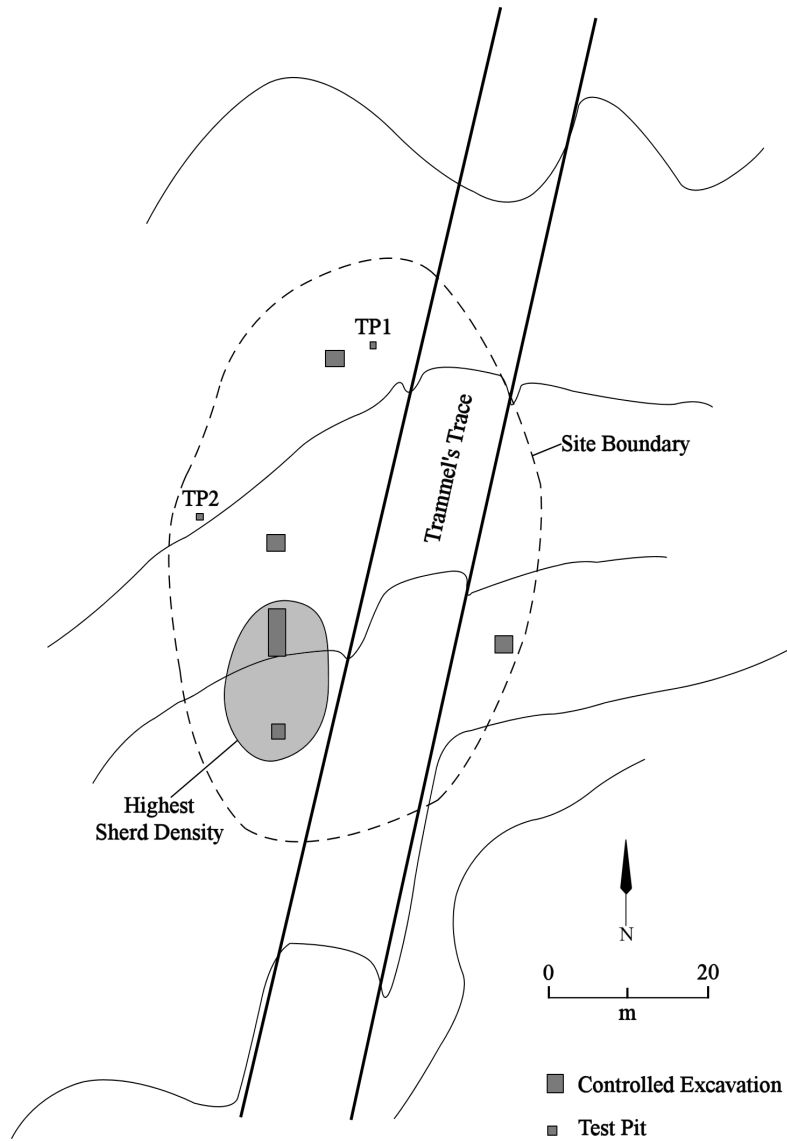 TP1
Trammel's Trace
Site Boundary
TP2
Highest
Sherd Density
N
0 20
m
Controlled Excavation
Test Pit